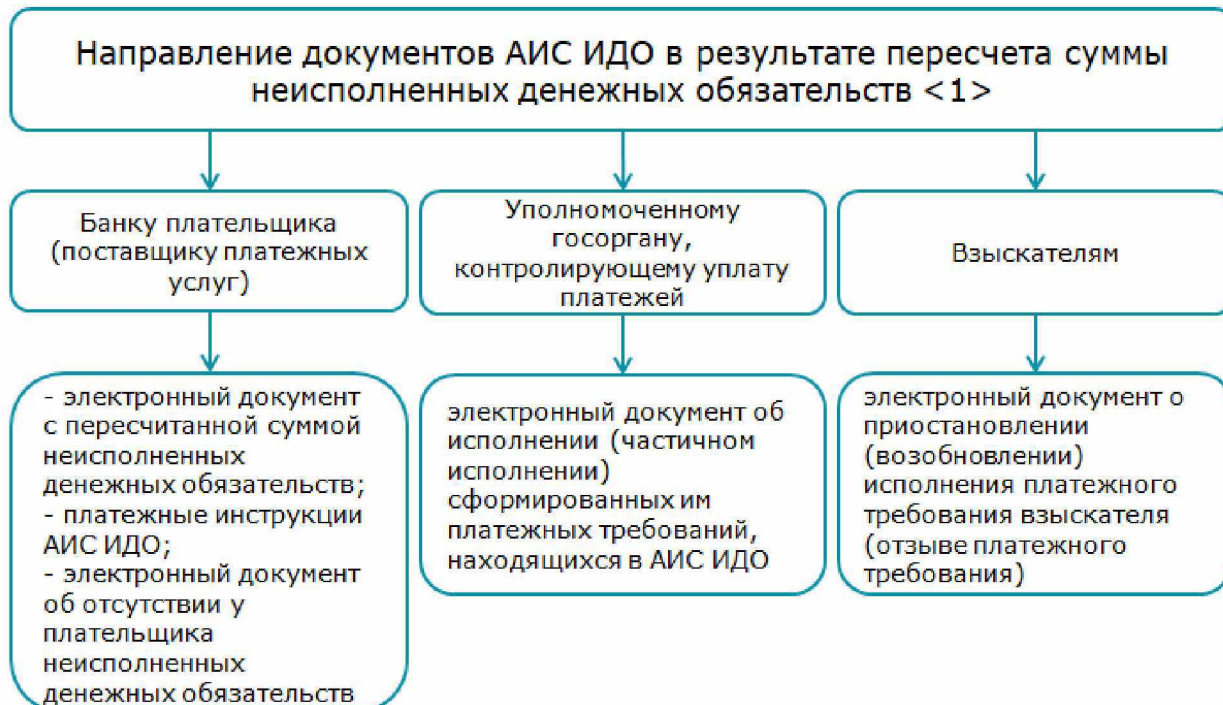 Направление документов АИС ИДО в результате пересчета суммы
неисполненных денежных обязательств <1>
Банку плательщика
(поставщику платежных
услуг)
Уполномоченному
госоргану,
контролирующему уплату
платежей
Взыскателям
- электронный документ
с пересчитанной суммой
неисполненных
денежных обязательств;
- платежные инструкции
АИС ИДО;
- электронный документ
об отсутствии у
плательщика
неисполненных
денежных обязательств
электронный документ об
исполнении (частичном
исполнении)
сформированных им
платежных требований,
находящихся в АИС ИДО
электронный документ о
приостановлении
(возобновлении)
исполнения платежного
требования взыскателя
(отзыве платежного
требования)